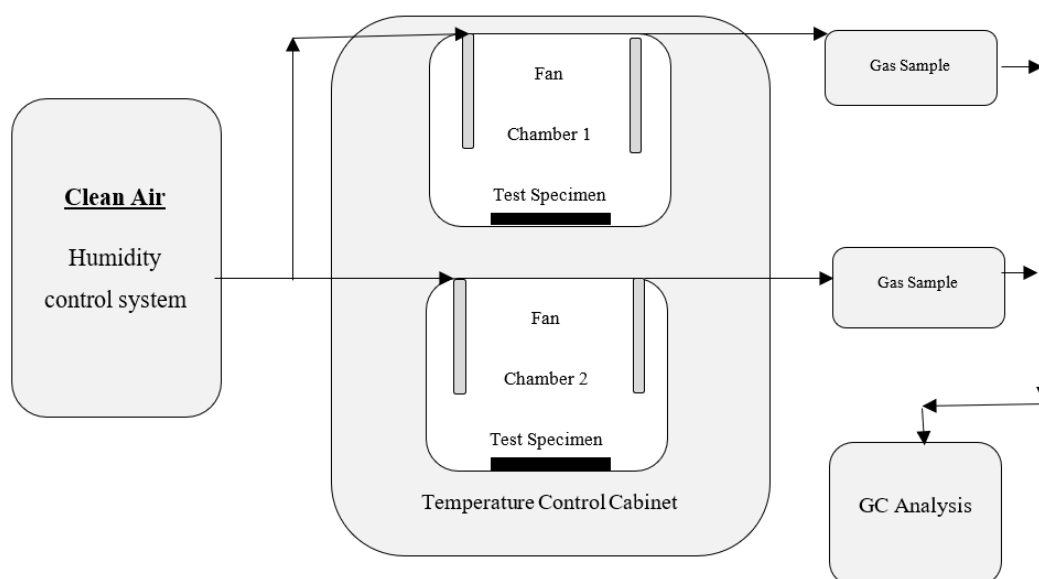 Clean Air
Humidity
control system
Fan
Chamber 1
Test Specimen
Gas Sample
Fan
Chamber 2
Test Specimen
Temperature Control Cabinet
Gas Sample
GC Analysis